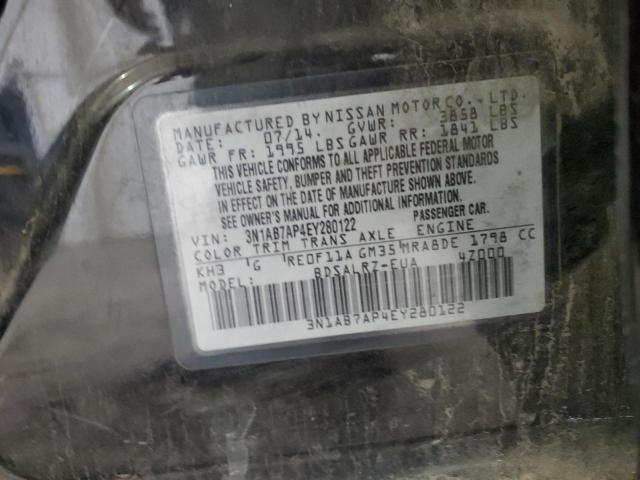 MANUFACTURED BY NISSAN MOTOR CO., LTD.
DATE: 07/14. GVWR: 3858 LBS
GAWR FR: 1995 LBS GAWR RR: 1841 LBS
THIS VEHICLE CONFORMS TO ALL APPLICABLE FEDERAL MOTOR
VEHICLE SAFETY, BUMPER AND THEFT PREVENTION STANDARDS
IN EFFECT ON THE DATE OF MANUFACTURE SHOWN ABOVE.
SEE OWNER'S MANUAL FOR ADDITIONAL INFORMATION.
VIN: 3N1AB7AP4EY280122 PASSENGER CAR.
COLOR TRIM TRANS AXLE ENGINE
KH3 G RE0F11A GM35 MRA8DE 1798 CC
MODEL: BDSALR7-EUA 4Z000
3N1AB7AP4EY280122